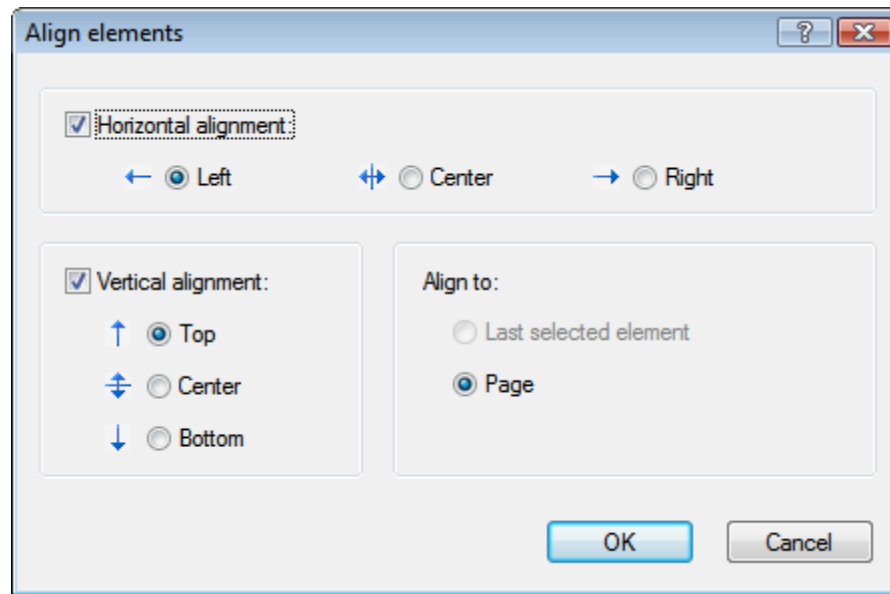 Align elements
Horizontal alignment:
Left Center Right
Vertical alignment:
Top
Center
Bottom
Align to:
Last selected element
Page
OK Cancel